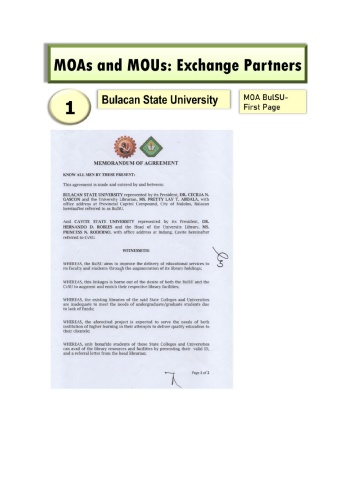 MOAs and MOUs: Exchange Partners
1
Bulacan State University
MOA BulSU-
First Page
MEMORANDUM OF AGREEMENT
KNOW ALL MEN BY THESE PRESENT:
This agreement is made and entered by and between:
BULACAN STATE UNIVERSITY represented by its President, DR. CECILIA N.
GASCON and the University Librarian, MS. PRETTY LAY T. ABDALA, with
office address at Provincial Capitol Compound, City of Malolos, Bulacan
hereinafter referred to as BulSU.
And CAVITE STATE UNIVERSITY represented by its President, DR.
HERNANDO D. ROBLES and the Head of the University Library, MS.
PRINCESS N. with office address at Indang, Cavite hereinafter
referred to CvSU.
WITNESSETH:
WHEREAS, the BulSU aims to improve the delivery of educational services to
its faculty and students through the augmentation of its library holdings;
WHEREAS, this linkages is borne out of the desire of both the BulSU and the
CvSU to augment and enrich their respective library facilities.
WHEREAS, the existing libraries of the said State Colleges and Universities
are inadequate to meet the needs of undergraduate/graduate students due
to lack of funds.
WHEREAS, the aforecited project is expected to serve the needs of both
institution of higher learning in their attempts to deliver quality education to
their clientele;
WHEREAS, only bonafide students of these State Colleges and Universities
can avail of the library resources and facilities by presenting their valid ID,
and a referral letter from the head librarian.
Page 1 of 2